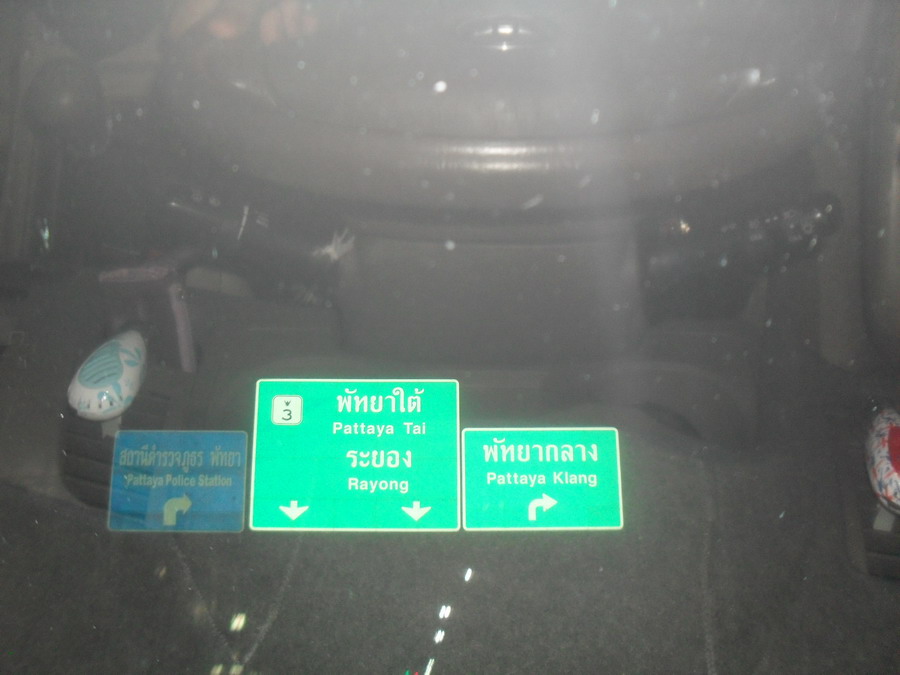 สถานีตำรวจภูธร พัทยา
Pattaya Police Station
3
พัทยาใต้
Pattaya Tai
ระยอง
Rayong
พัทยากลาง
Pattaya Klang